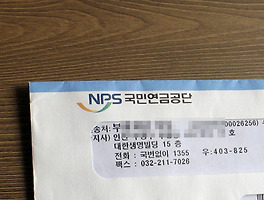 NPS 국민연금공단
송처: 부 00026256)
지사) 인 호
대한생명빌딩 15 층
전화 : 국번없이 1355 우:403-825
팩스 : 032-211-7026